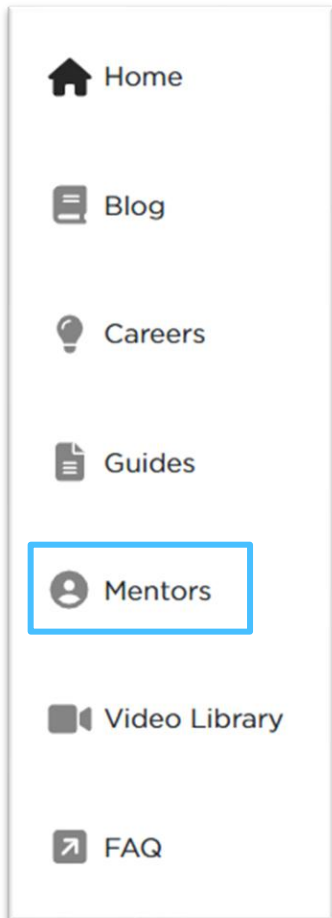 Home
Blog
Careers
Guides
Mentors
Video Library
FAQ